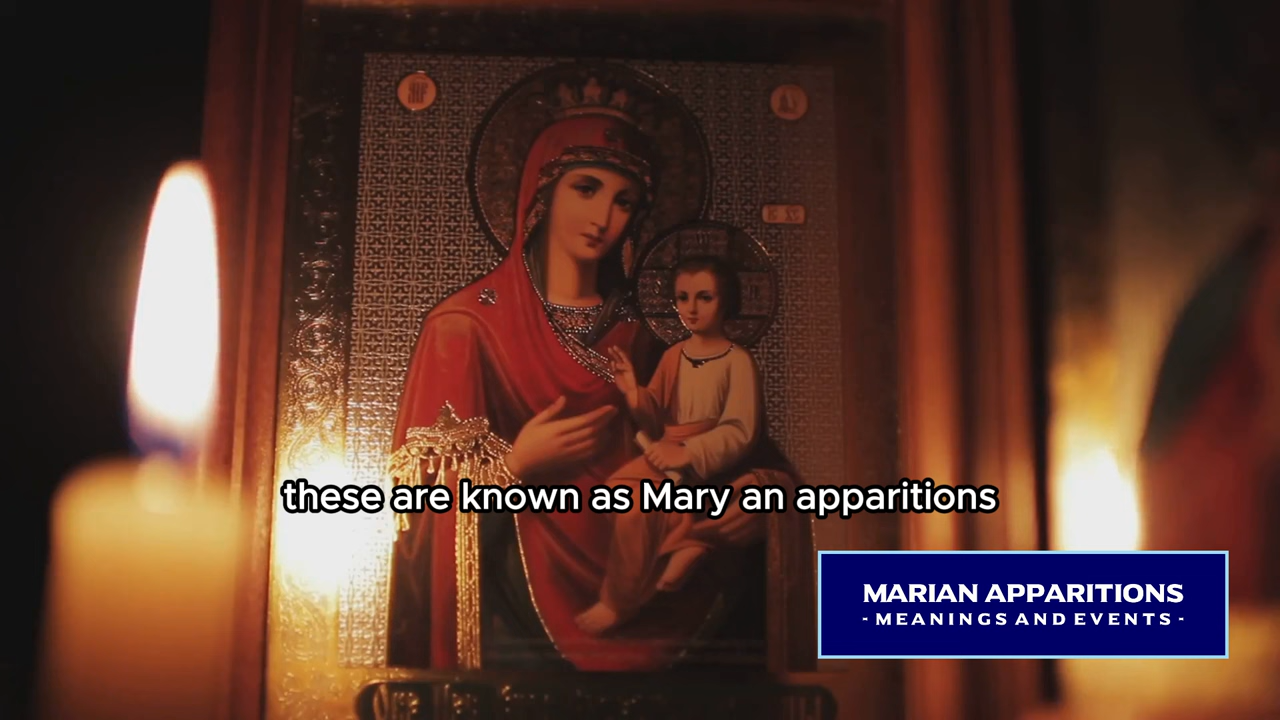 these are known as Mary an apparitions
MARIAN APPARITIONS
- MEANINGS AND EVENTS -